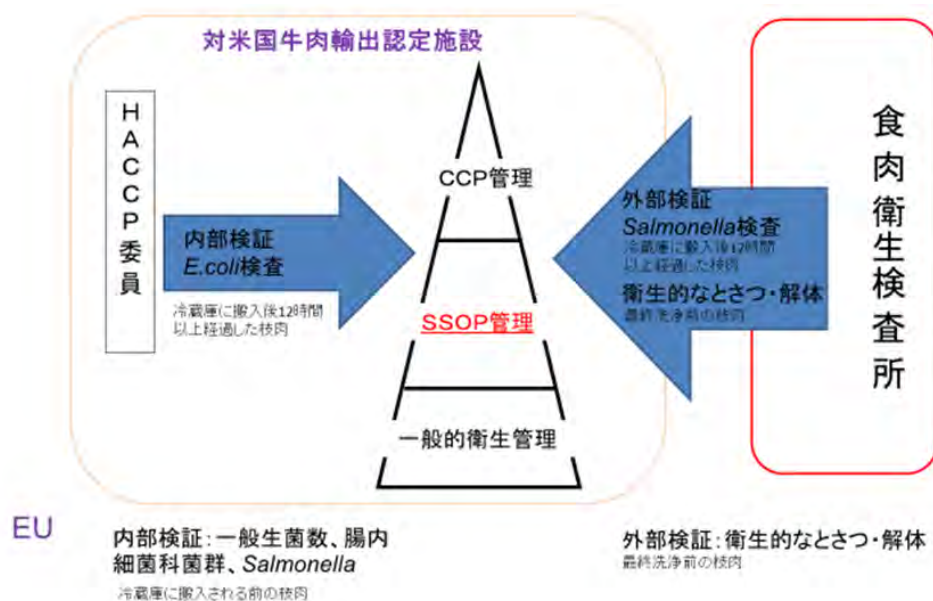 対米国牛肉輸出認定施設
HACCP委員
内部検証
E.coli検査
冷蔵庫に搬入後12時間
以上経過した枝肉
CCP管理
SSOP管理
一般的衛生管理
外部検証
Salmonella検査
冷蔵庫に搬入後12時間
以上経過した枝肉
衛生的なとさつ・解体
最終洗浄前の枝肉
食肉衛生検査所
EU
内部検証：一般生菌数、腸内
細菌科菌群、Salmonella
冷蔵庫に搬入される前の枝肉
外部検証：衛生的なとさつ・解体
最終洗浄前の枝肉